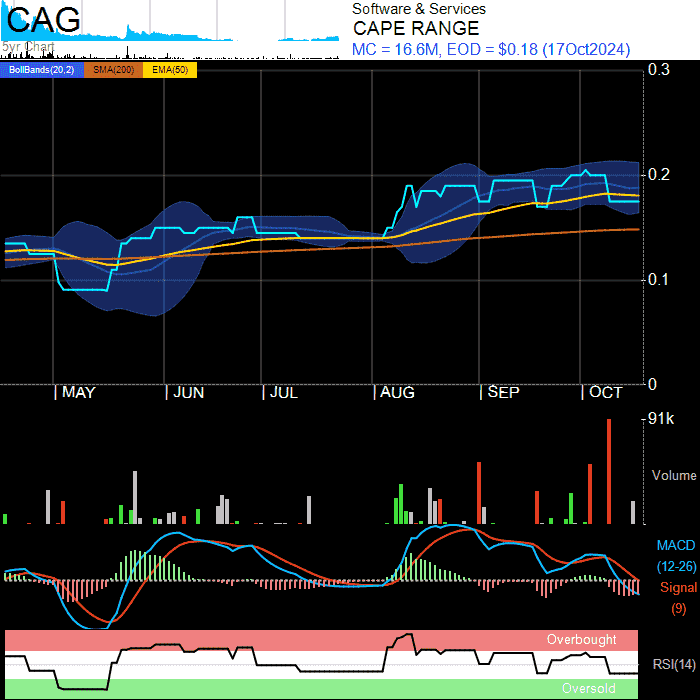 CAG
5yr Chart
Software & Services
CAPE RANGE
MC = 16.6M, EOD = $0.18 (17Oct2024)
BollBands(20,2) SMA(200) EMA(50)
0.3
0.2
0.1
0
MAY JUN JUL AUG SEP OCT
91k
Volume
MACD
(12-26)
Signal
(9)
Overbought
RSI(14)
Oversold